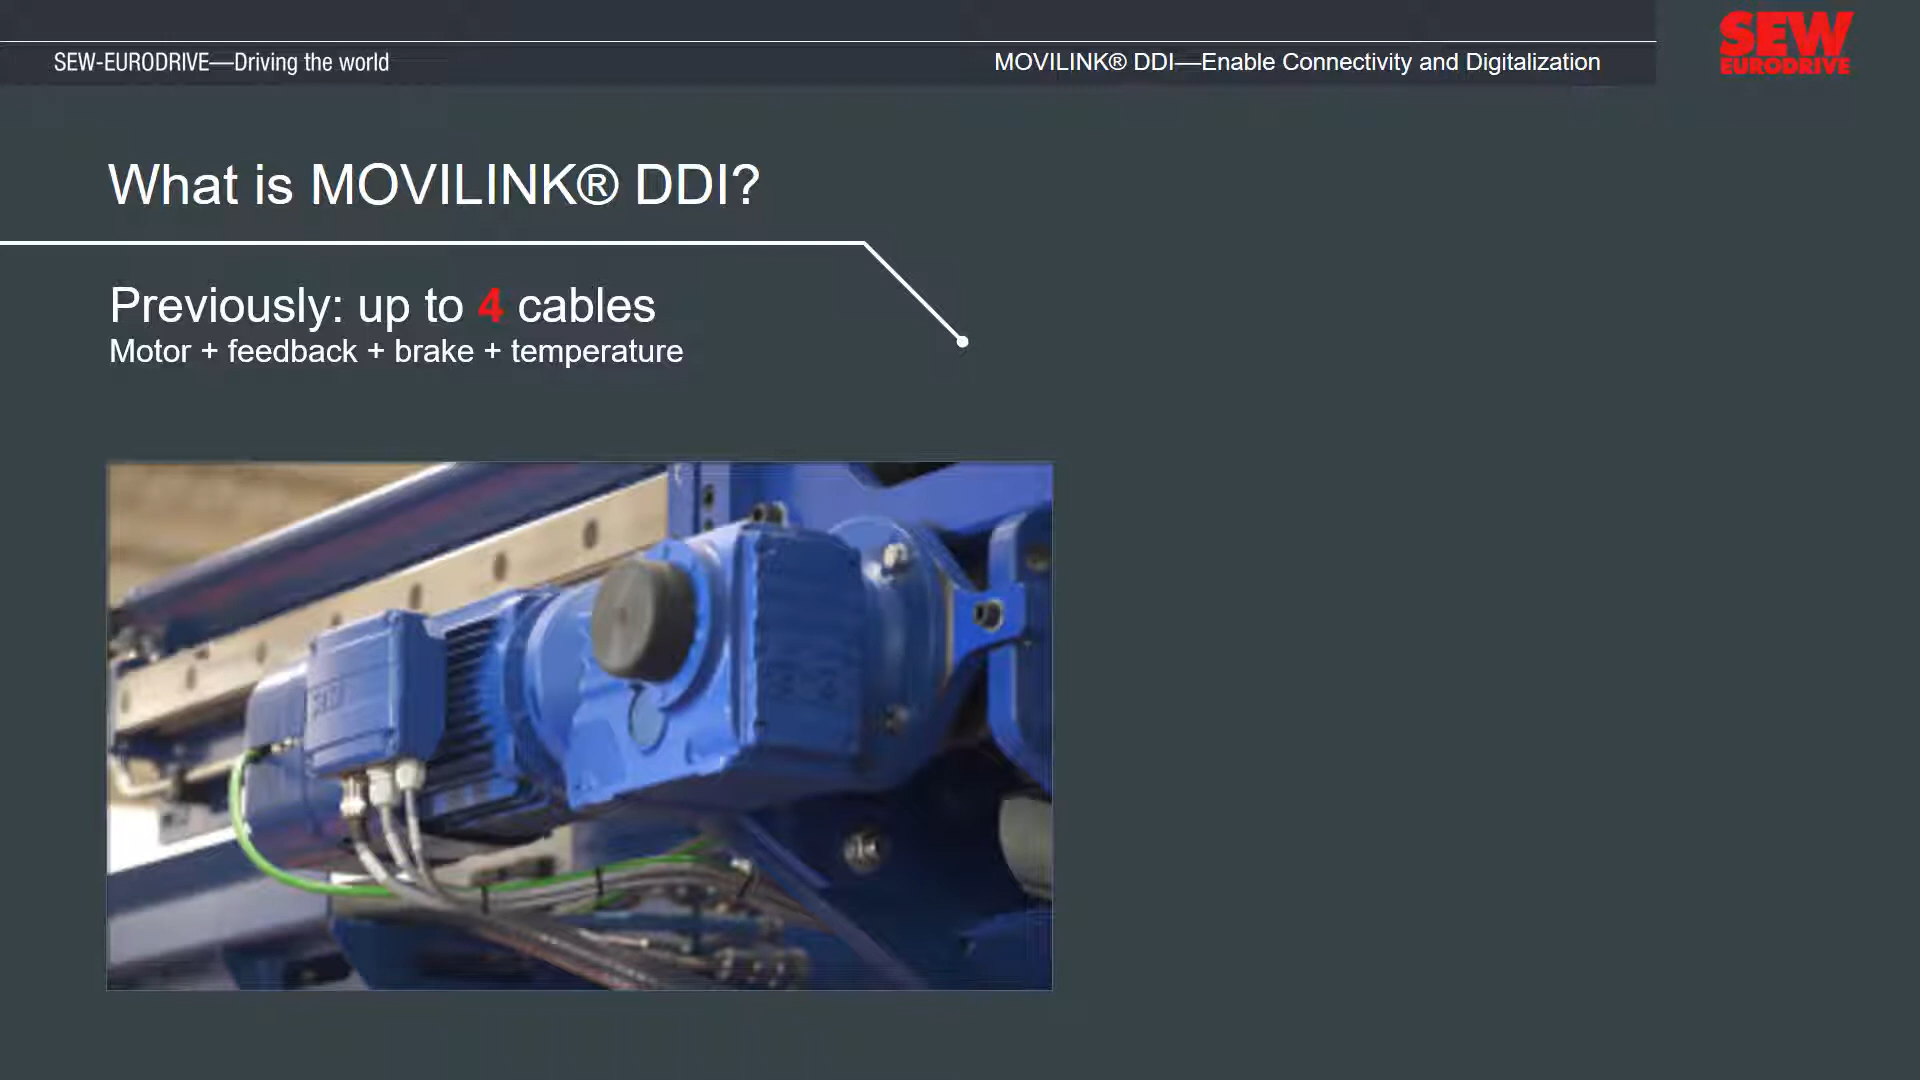 SEW-EURODRIVE—Driving the world
MOVILINK® DDI—Enable Connectivity and Digitalization
SEW
EURODRIVE
What is MOVILINK® DDI?
Previously: up to 4 cables
Motor + feedback + brake + temperature